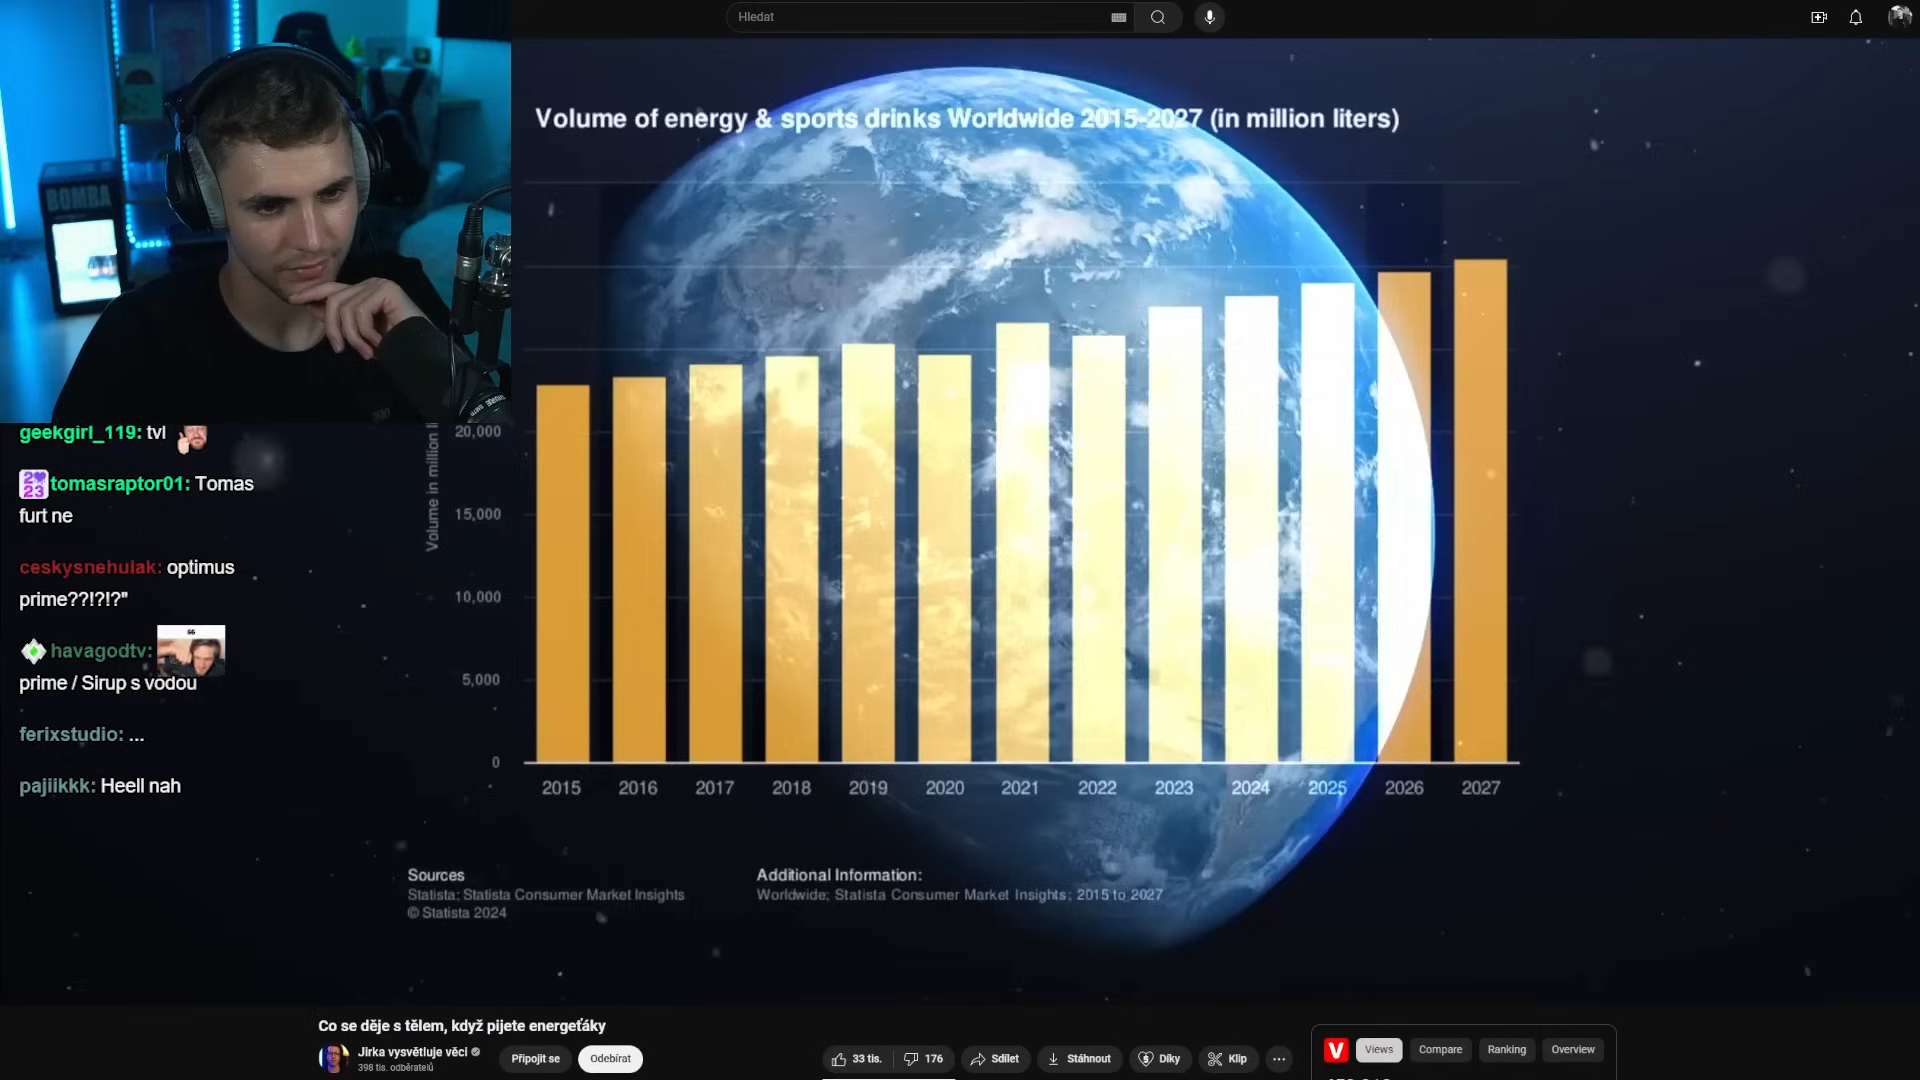 Hledat
BOMBA
Volume of energy & sports drinks Worldwide 2015-2027 (in million liters)
geekgirl_119: tvl
tomasraptor01: Tomas
furt ne
ceskysnehulak: optimus
prime??!?!?"
havagodtv:
prime / Sirup s vodou
ferixstudio: ...
pajiikkk: Heell nah
Volume in million li
20,000
15,000
10,000
5,000
0
2015 2016 2017 2018 2019 2020 2021 2022 2023 2024 2025 2026 2027
Sources
Statista; Statista Consumer Market Insights
© Statista 2024
Additional Information:
Worldwide; Statista Consumer Market Insights; 2015 to 2027
Co se děje s tělem, když pijete energeťáky
Jirka vysvětluje věci
398 tis. odběratelů
Připojit se
Odebírat
33 tis.
176
Sdílet
Stáhnout
Díky
Klip
Views
Compare
Ranking
Overview